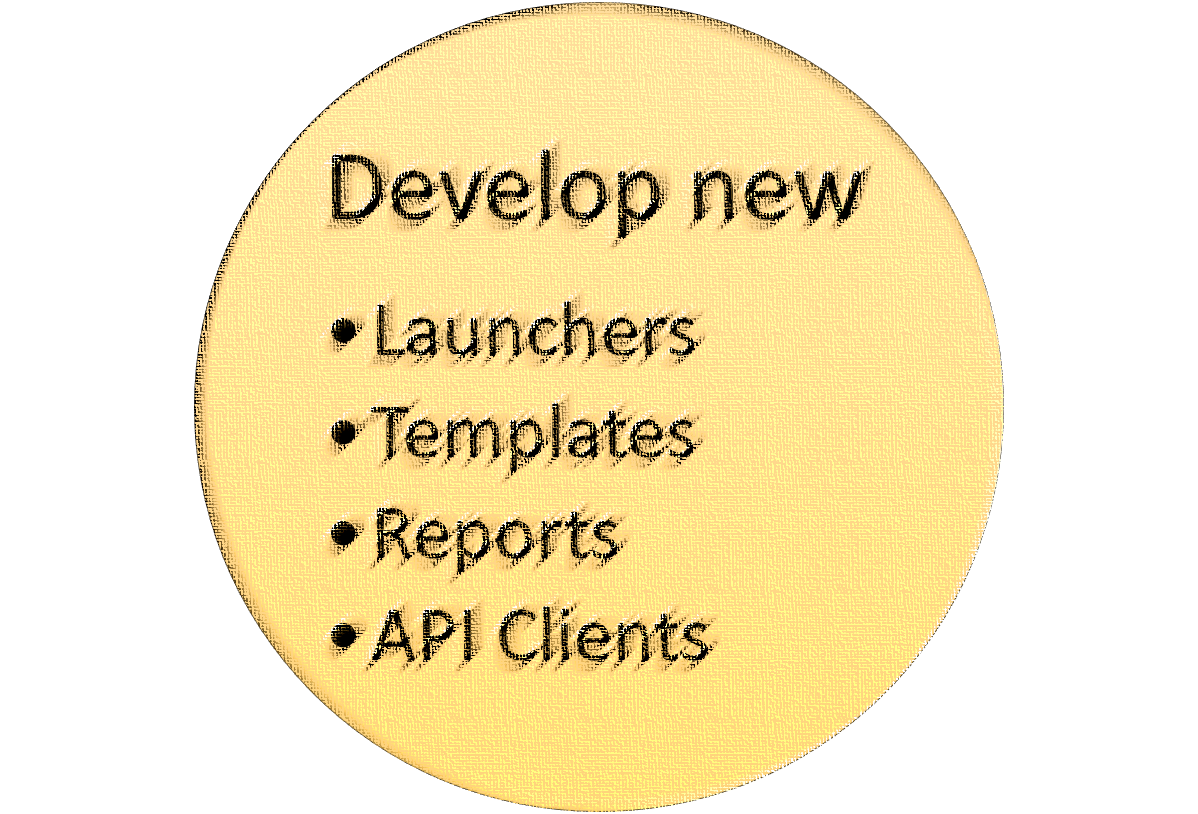 Develop new
• Launchers
• Templates
• Reports
• API Clients